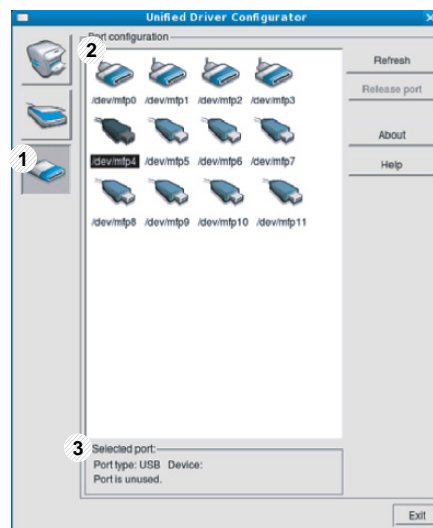 Unified Driver Configurator
Port configuration
2
/dev/mfp0 /dev/mfp1 /dev/mfp2 /dev/mfp3
/dev/mfp4 /dev/mfp5 /dev/mfp6 /dev/mfp7
/dev/mfp8 /dev/mfp9 /dev/mfp10 /dev/mfp11
1
Refresh
Release port
About
Help
3
Selected port:
Port type: USB Device:
Port is unused.
Exit